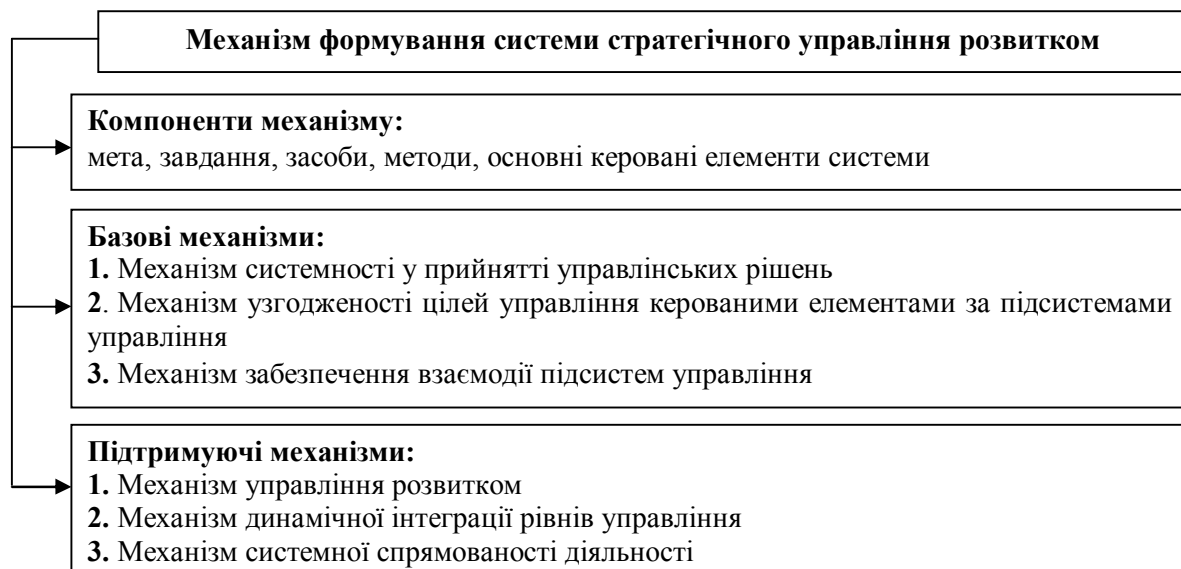 Механізм формування системи стратегічного управління розвитком
Компоненти механізму:
мета, завдання, засоби, методи, основні керовані елементи системи
Базові механізми:
1. Механізм системності у прийнятті управлінських рішень
2. Механізм узгодженості цілей управління керованими елементами за підсистемами
управління
3. Механізм забезпечення взаємодії підсистем управління
Підтримуючі механізми:
1. Механізм управління розвитком
2. Механізм динамічної інтеграції рівнів управління
3. Механізм системної спрямованості діяльності